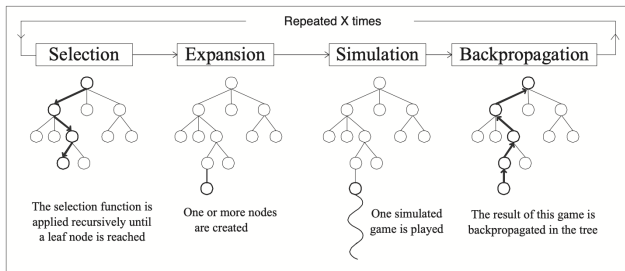 Repeated X times
Selection
Expansion
Simulation
Backpropagation
The selection function is
applied recursively until
a leaf node is reached
One or more nodes
are created
One simulated
game is played
The result of this game is
backpropagated in the tree